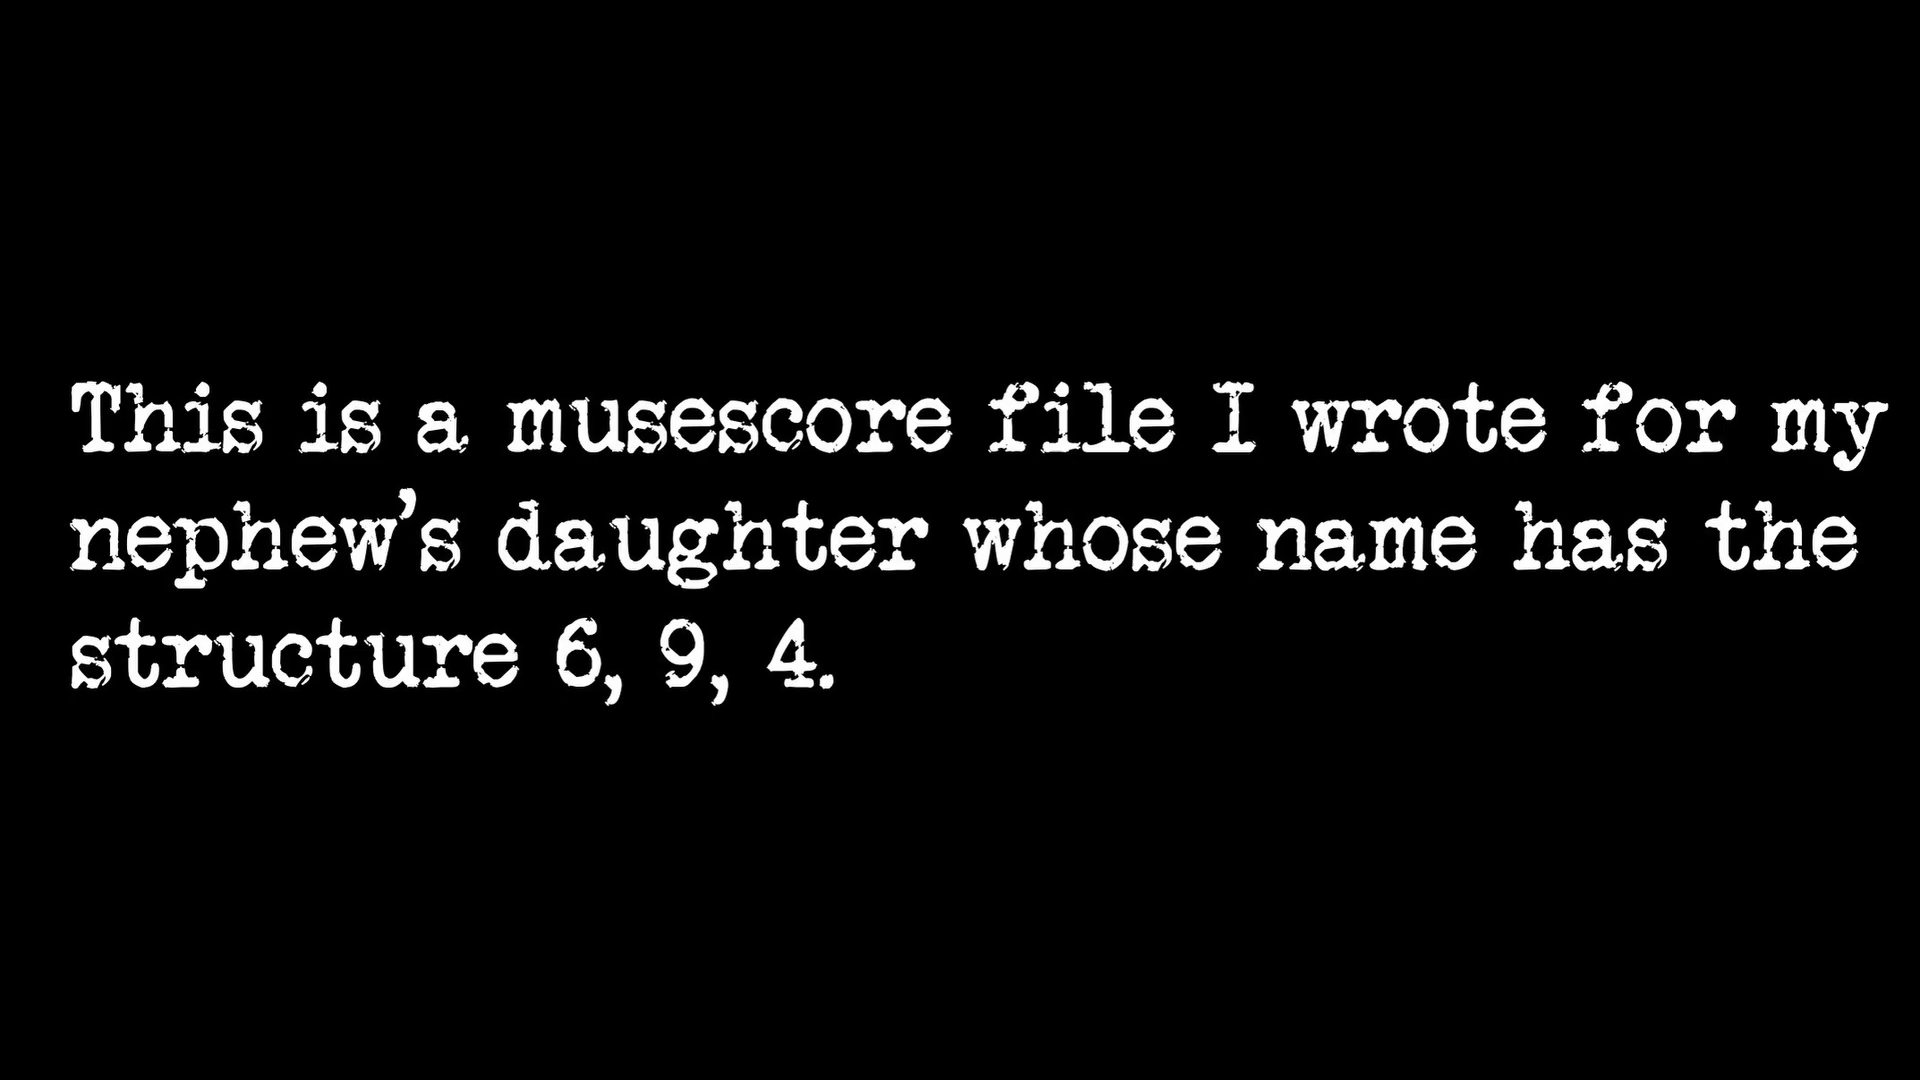 This is a musescore file I wrote for my
nephew’s daughter whose name has the
structure 6, 9, 4.